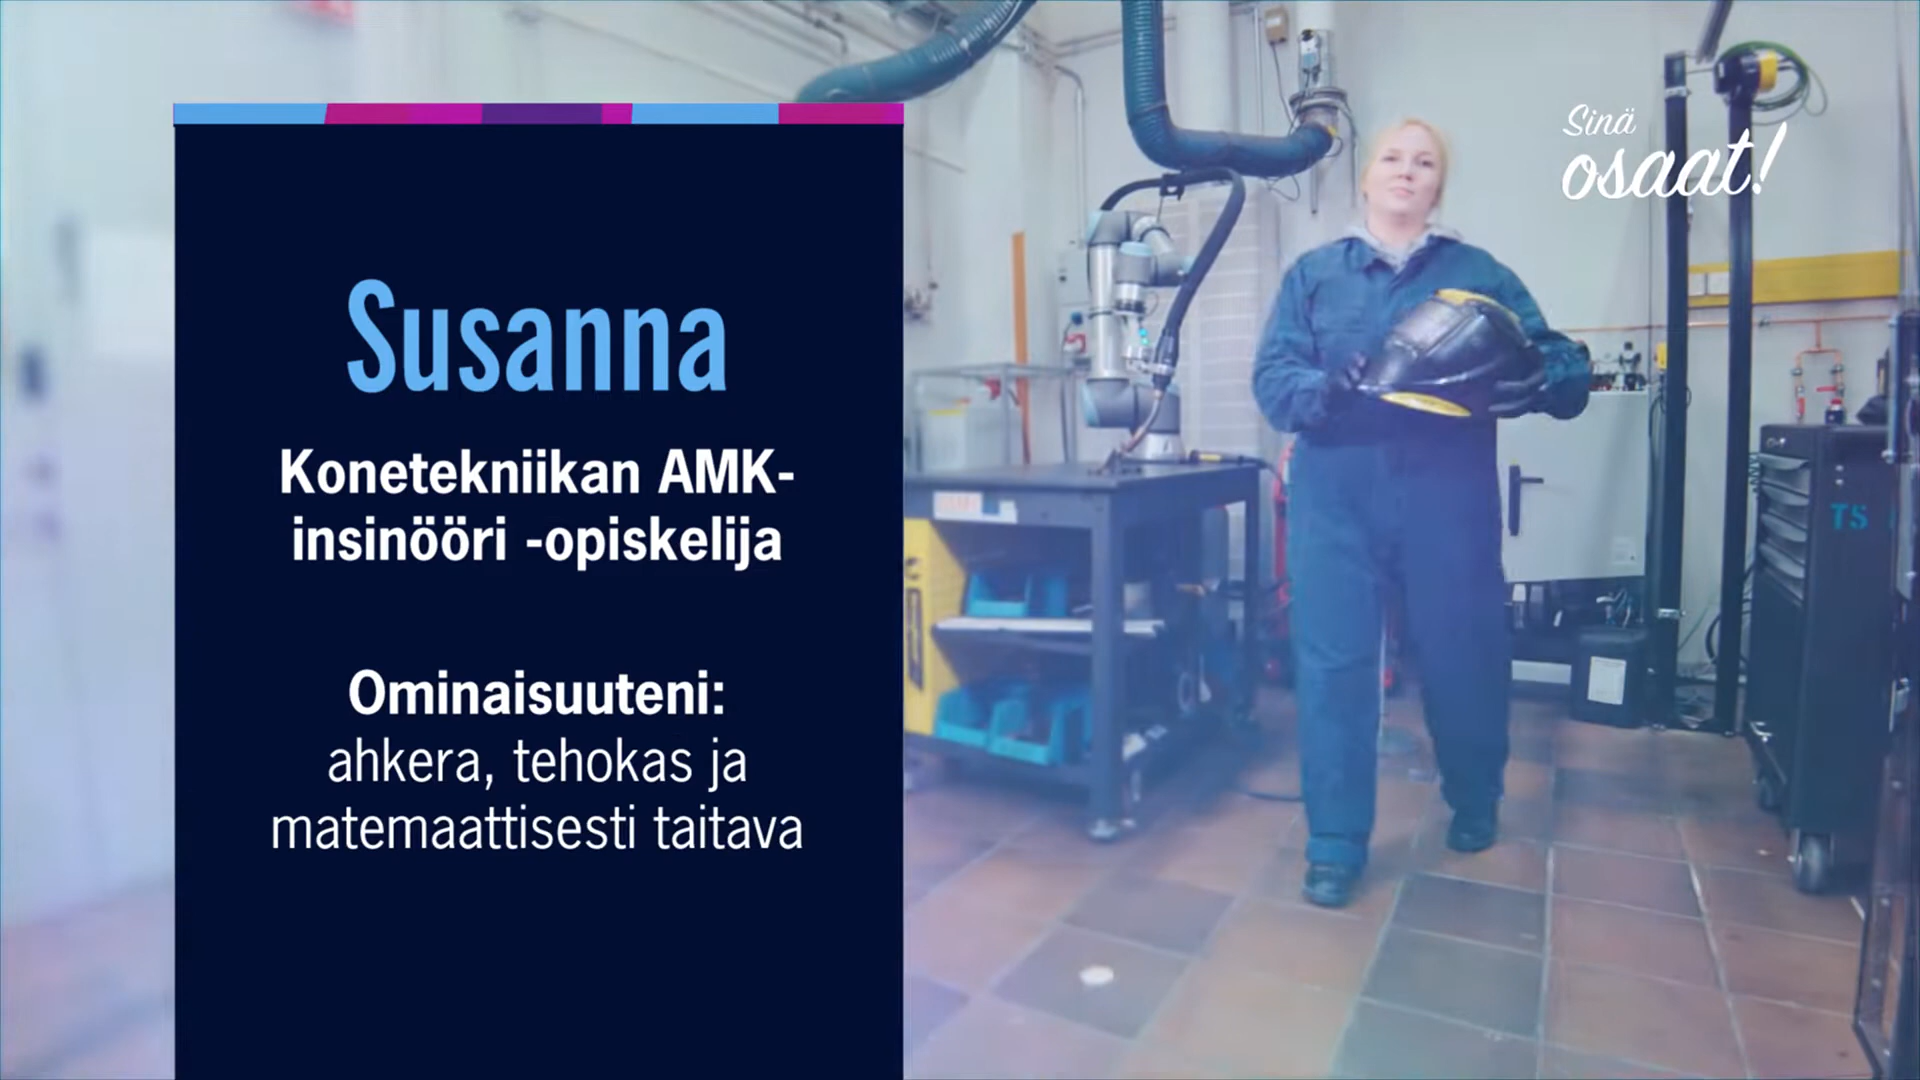 Susanna
Konetekniikan AMK-
insinööri -opiskelija
Ominaisuuteni:
ahkera, tehokas ja
matemaattisesti taitava
Sinä
osaat!
TS